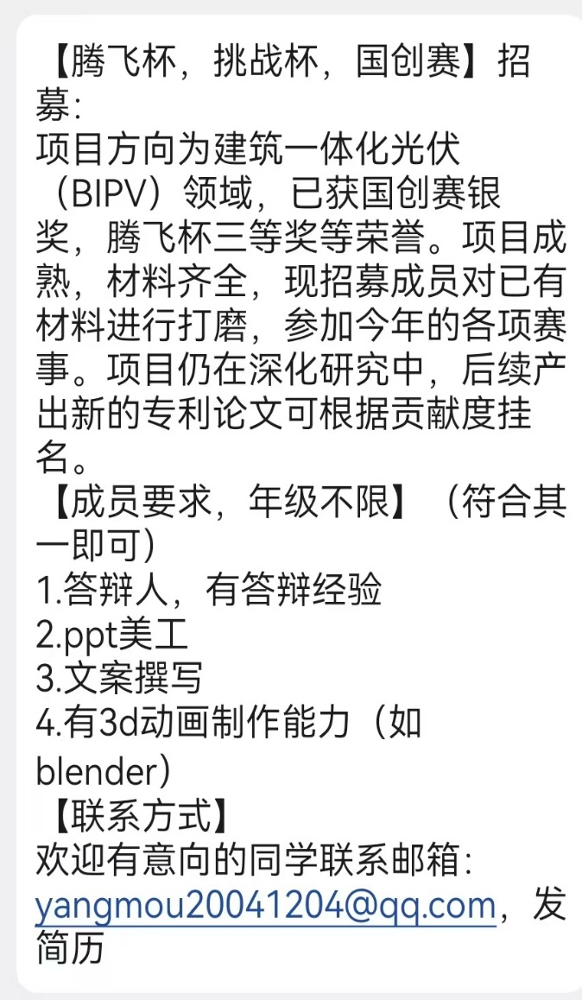 【腾飞杯，挑战杯，国创赛】招
募：
项目方向为建筑一体化光伏
（BIPV）领域，已获国创赛银
奖，腾飞杯三等奖等荣誉。项目成
熟，材料齐全，现招募成员对已有
材料进行打磨，参加今年的各项赛
事。项目仍在深化研究中，后续产
出新的专利论文可根据贡献度挂
名。
【成员要求，年级不限】（符合其
一即可）
1.答辩人，有答辩经验
2.ppt美工
3.文案撰写
4.有3d动画制作能力（如
blender）
【联系方式】
欢迎有意向的同学联系邮箱：
yangmou20041204@qq.com，发
简历